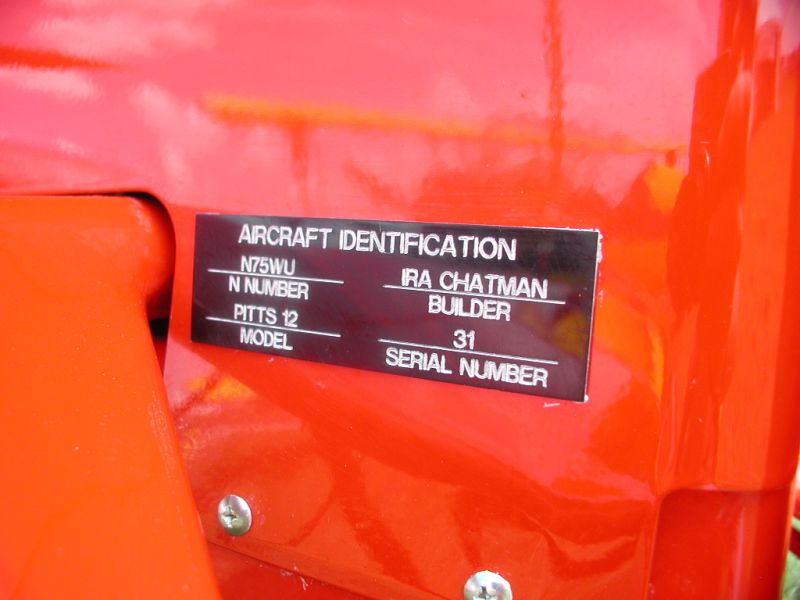 AIRCRAFT IDENTIFICATION
N75WU
N NUMBER
IRA CHATMAN
BUILDER
PITTS 12
MODEL
31
SERIAL NUMBER